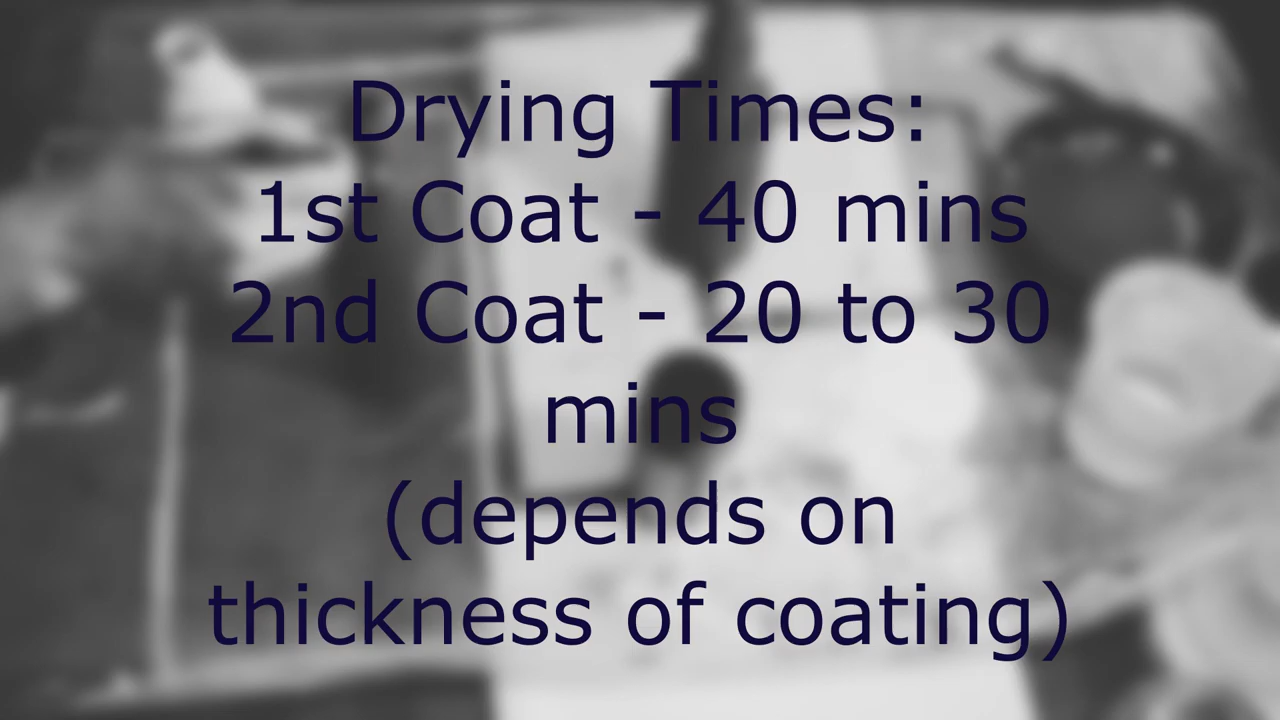 Drying Times:
1st Coat - 40 mins
2nd Coat - 20 to 30
mins
(depends on
thickness of coating)